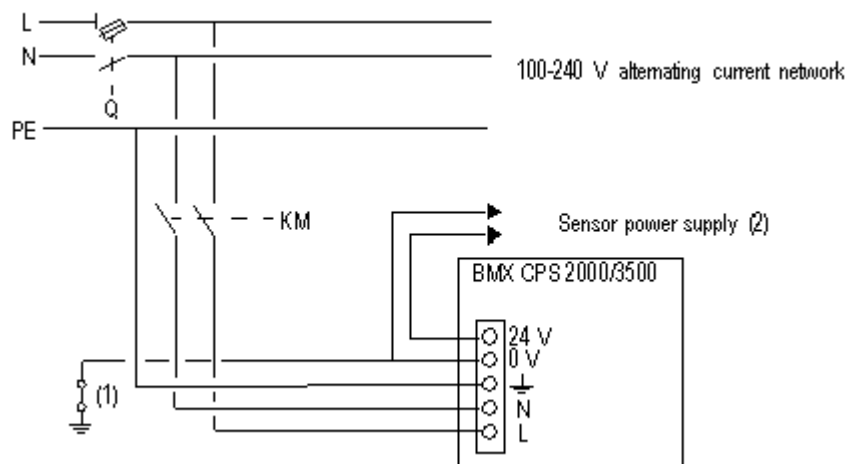 L
N
100-240 V alternating current network
Q
PE
KM
Sensor power supply (2)
BMX CPS 2000/3500
24 V
0 V
(1)
N
L